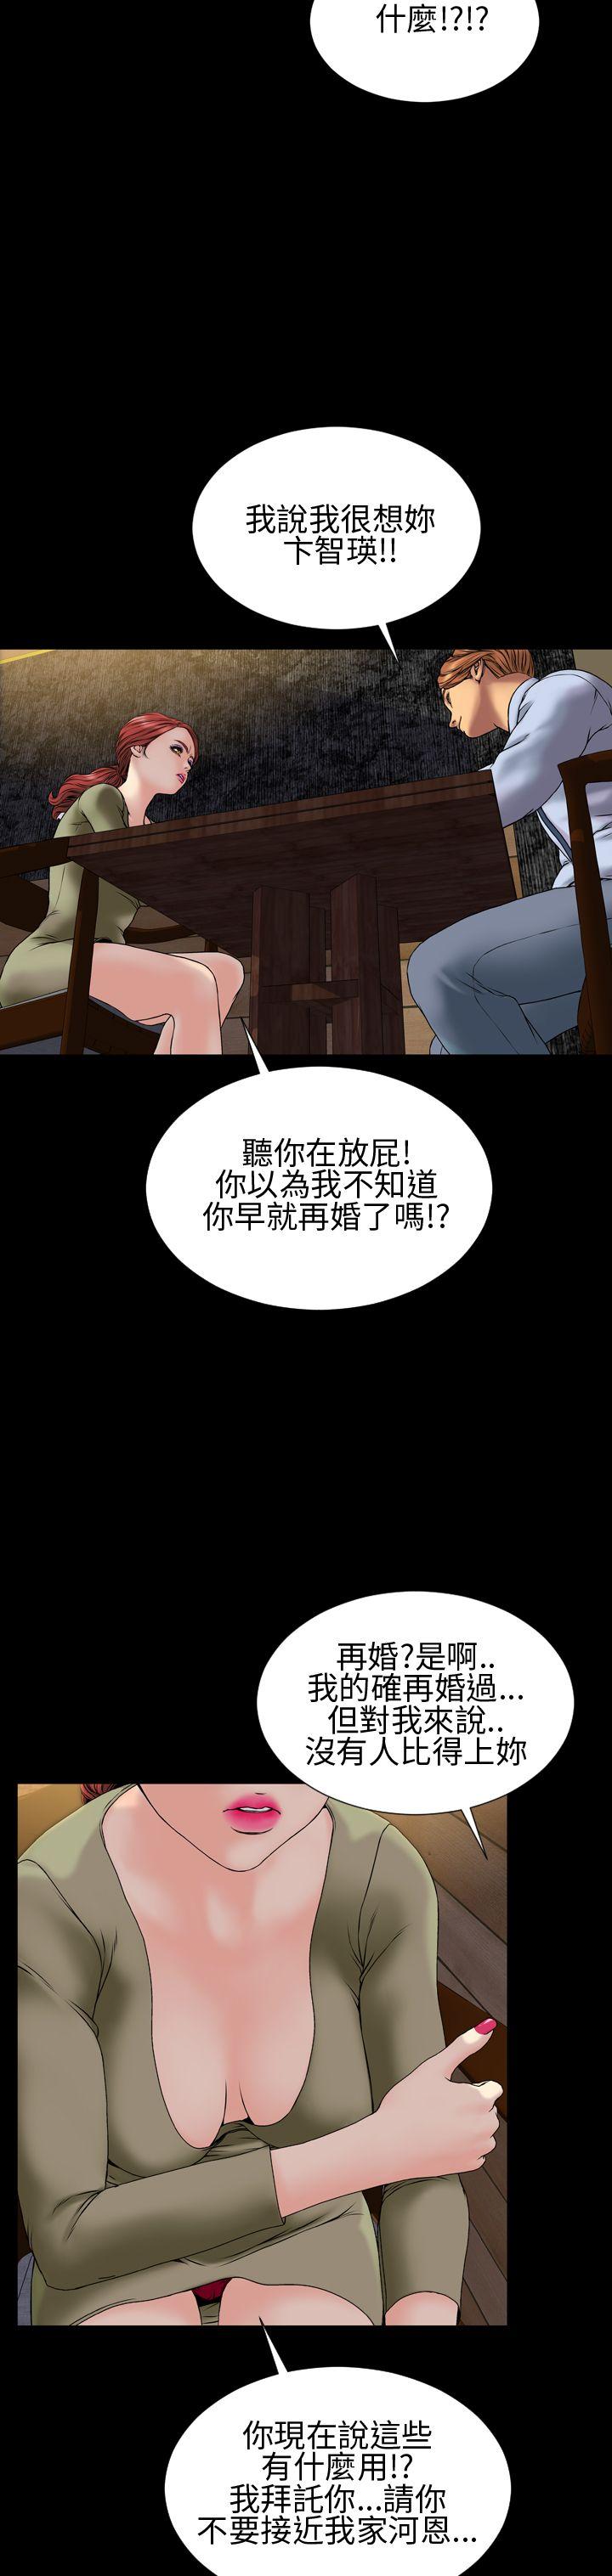 什麼!?!?
我說我很想妳
卞智瑛!!
聽你在放屁!
你以為我不知道
你早就再婚了嗎!?
再婚?是啊..
我的確再婚過...
但對我來說..
沒有人比得上妳
你現在說這些
有什麼用!?
我拜託你...請你
不要接近我家河恩...